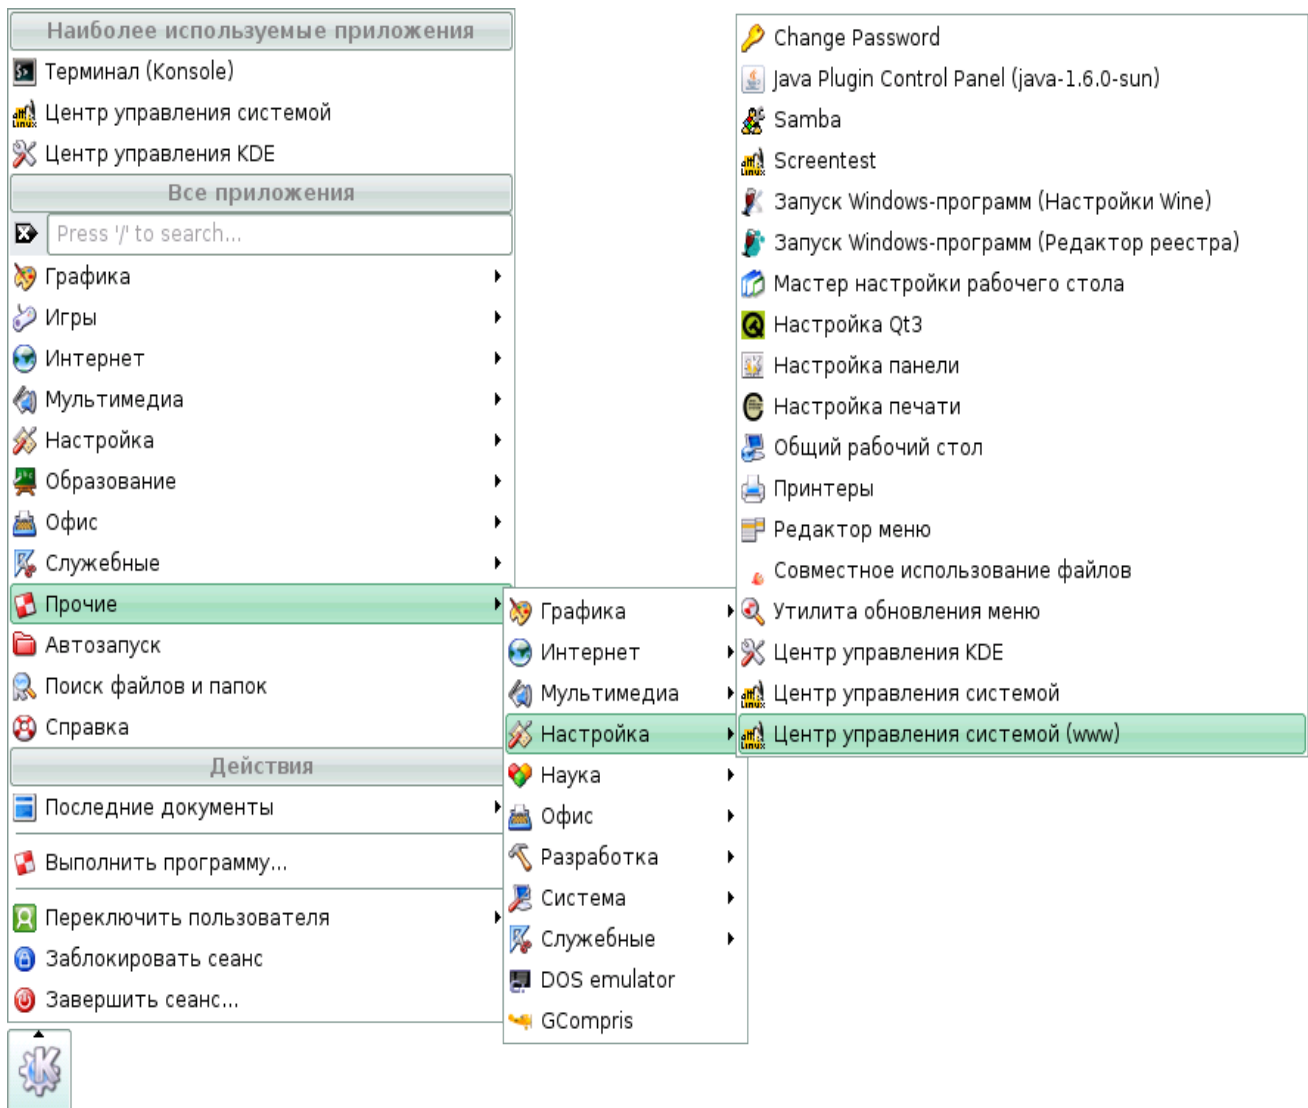 Наиболее используемые приложения
Терминал (Konsole)
Центр управления системой
Центр управления KDE
Все приложения
Press '/' to search...
Графика
Игры
Интернет
Мультимедиа
Настройка
Образование
Офис
Служебные
Прочие
Автозапуск
Поиск файлов и папок
Справка
Действия
Последние документы
Выполнить программу...
Переключить пользователя
Заблокировать сеанс
Завершить сеанс...
Графика
Интернет
Мультимедиа
Настройка
Наука
Офис
Разработка
Система
Служебные
DOS emulator
GCompris
Change Password
Java Plugin Control Panel (java-1.6.0-sun)
Samba
Screentest
Запуск Windows-программ (Настройки Wine)
Запуск Windows-программ (Редактор реестра)
Мастер настройки рабочего стола
Настройка Qt3
Настройка панели
Настройка печати
Общий рабочий стол
Принтеры
Редактор меню
Совместное использование файлов
Утилита обновления меню
Центр управления KDE
Центр управления системой
Центр управления системой (www)